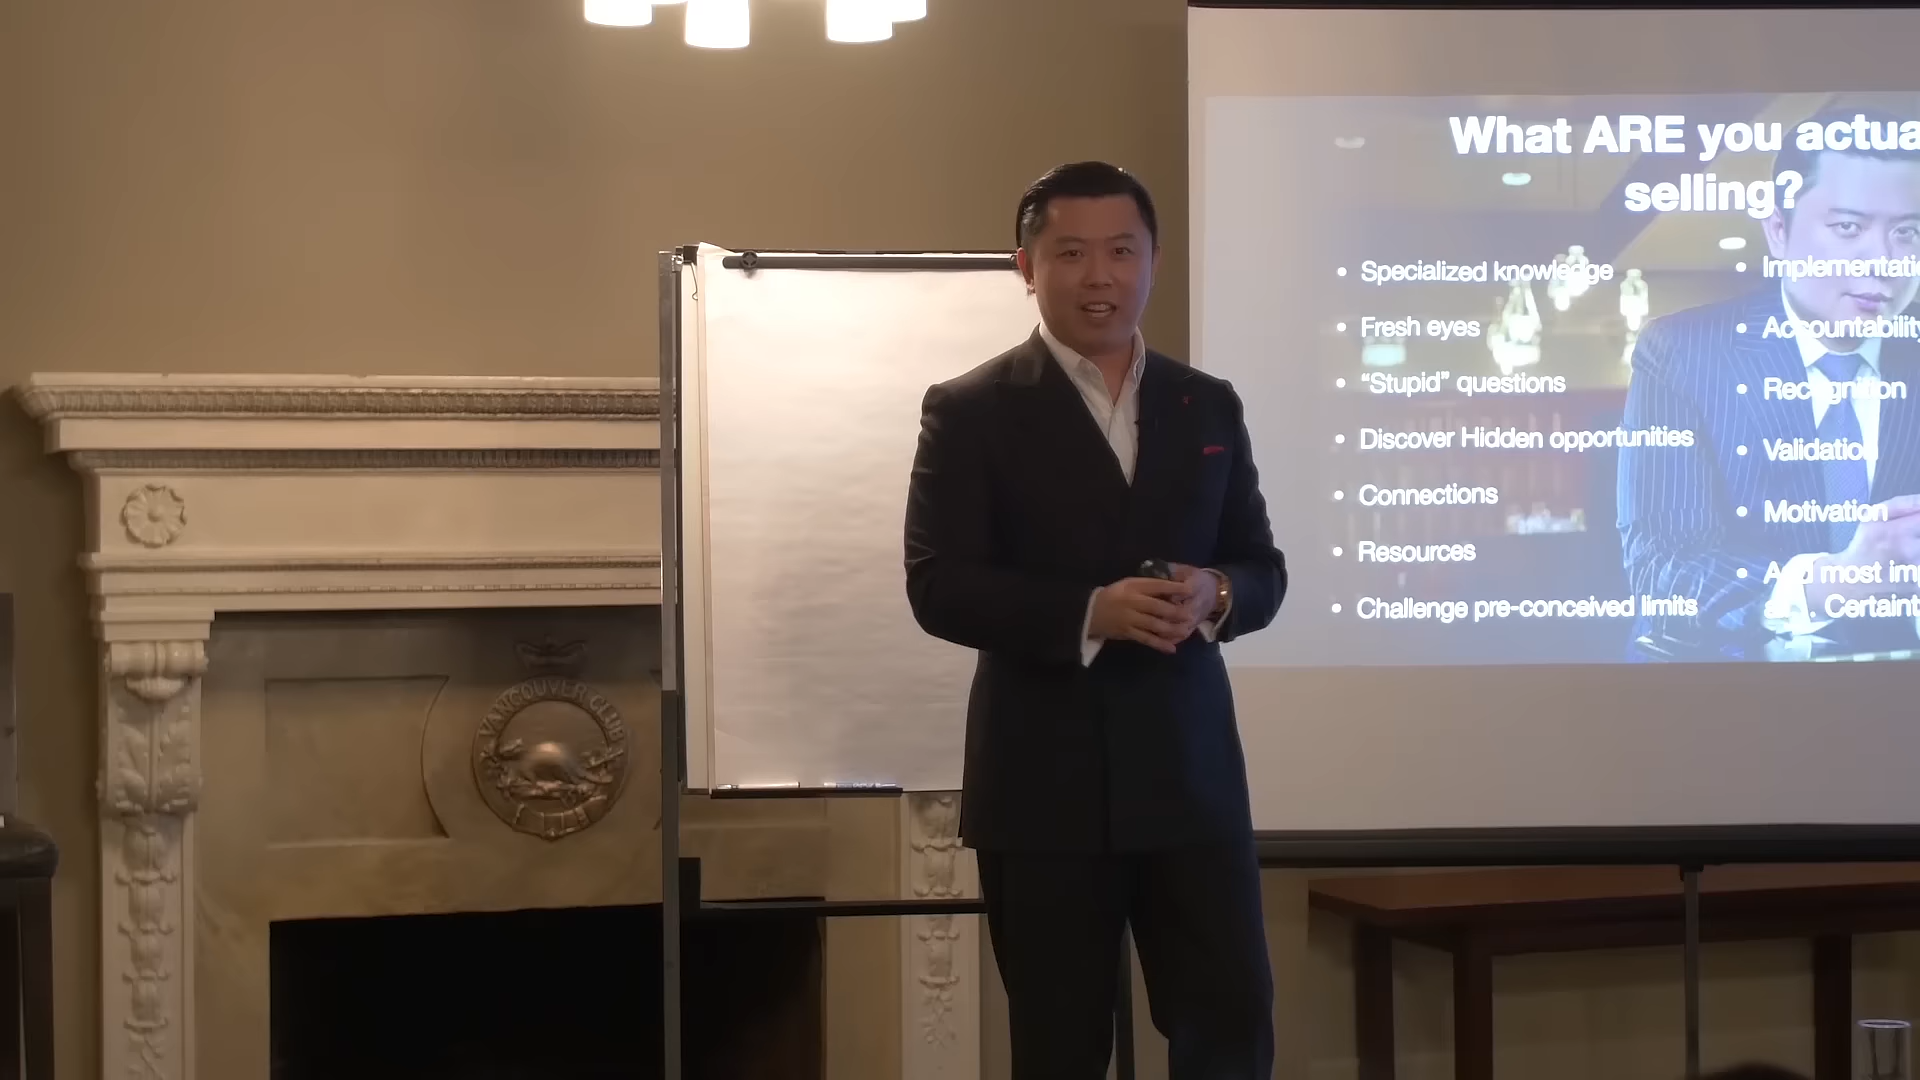 What ARE you actua
selling?
• Specialized knowledge
• Fresh eyes
• “Stupid” questions
• Discover Hidden opportunities
• Connections
• Resources
• Challenge pre-conceived limits
• Implementati
• Accountability
• Recognition
• Validation
• Motivation
• And most im
Certaint
VANCOUVER CLUB